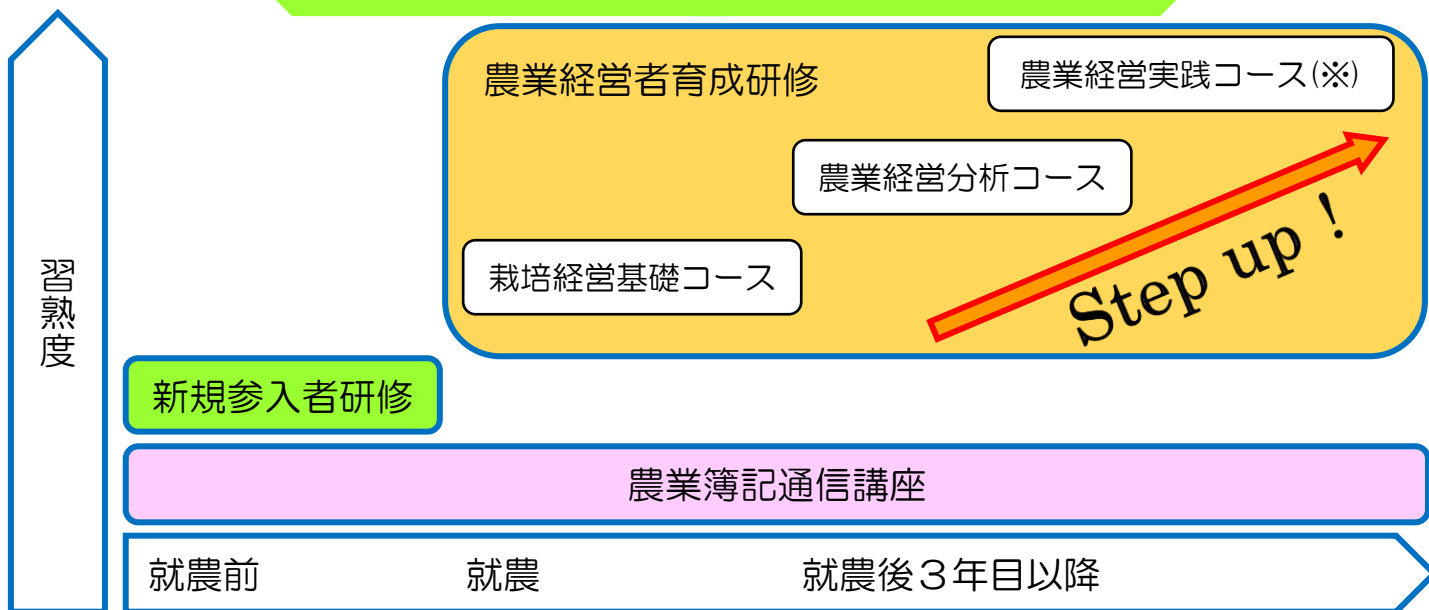 農業経営者育成研修
農業経営実践コース(※)
農業経営分析コース
栽培経営基礎コース
Step up！
習熟度
新規参入者研修
農業簿記通信講座
就農前
就農
就農後３年目以降